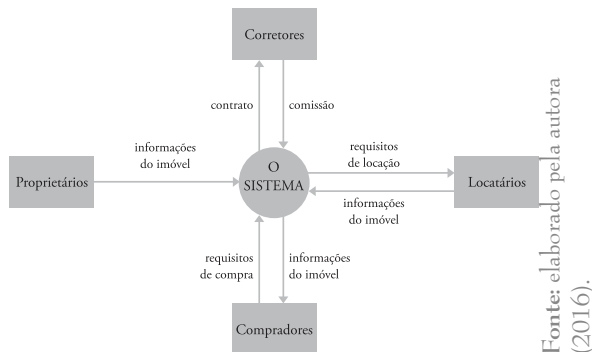 Corretores
contrato
comissão
informações
do imóvel
requisitos
de locação
Proprietários
O
SISTEMA
Locatários
informações
do imóvel
requisitos
de compra
informações
do imóvel
Compradores
Fonte: elaborado pela autora
(2016).